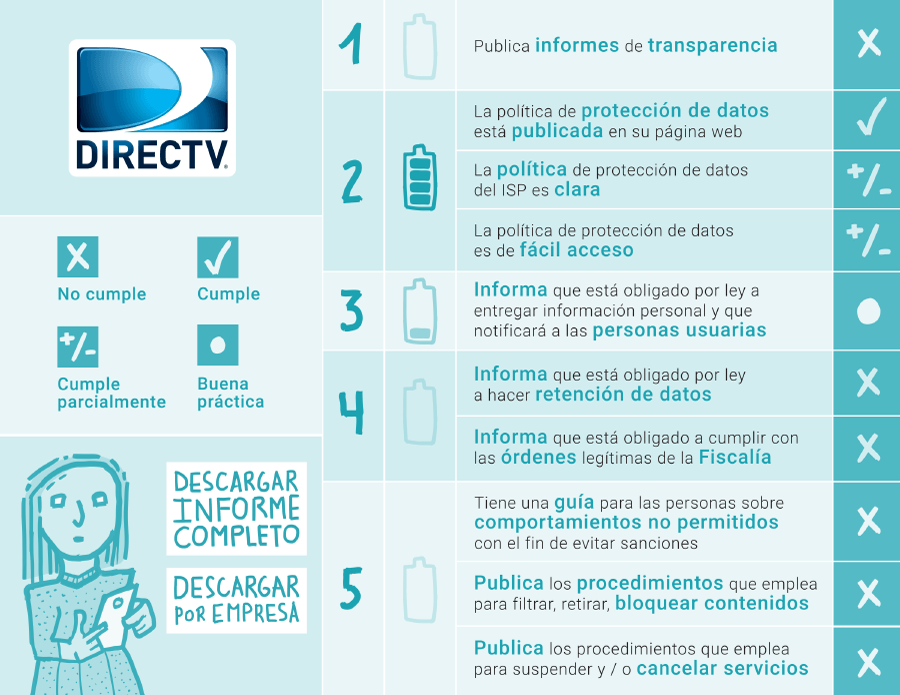 DIRECTV®
No cumple
Cumple
+/-
Cumple
parcialmente
Buena
práctica
DESCARGAR
INFORME
COMPLETO
DESCARGAR
POR EMPRESA
1
Publica informes de transparencia
2
La política de protección de datos
está publicada en su página web
La política de protección de datos
del ISP es clara
+/-
La política de protección de datos
es de fácil acceso
+/-
3
Informa que está obligado por ley a
entregar información personal y que
notificará a las personas usuarias
4
Informa que está obligado por ley
a hacer retención de datos
Informa que está obligado a cumplir con
las órdenes legítimas de la Fiscalía
5
Tiene una guía para las personas sobre
comportamientos no permitidos
con el fin de evitar sanciones
Publica los procedimientos que emplea
para filtrar, retirar, bloquear contenidos
Publica los procedimientos que emplea
para suspender y / o cancelar servicios